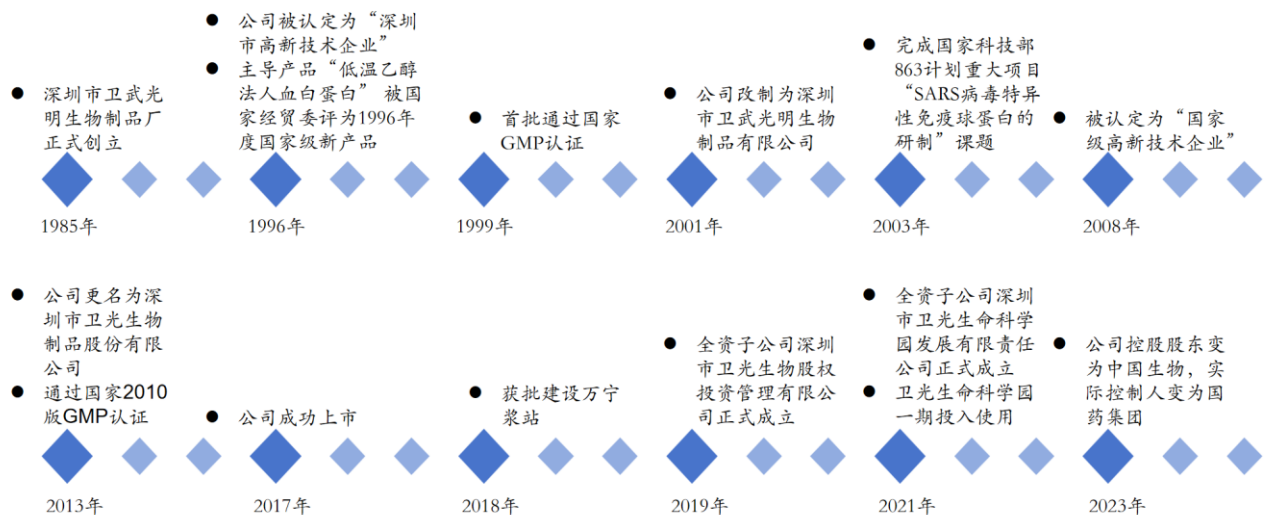 ● 深圳市卫武光
明生物制品厂
正式创立
1985年
● 公司被认定为“深圳
市高新技术企业”
● 主导产品“低温乙醇
法人血白蛋白” 被国
家经贸委评为1996年
度国家级新产品
1996年
● 首批通过国家
GMP认证
1999年
● 公司改制为深圳
市卫武光明生物
制品有限公司
2001年
● 完成国家科技部
863计划重大项目
“SARS病毒特异
性免疫球蛋白的
研制”课题
2003年
● 被认定为“国家
级高新技术企业”
2008年
● 公司更名为深
圳市卫光生物
制品股份有限
公司
● 通过国家2010
版GMP认证
2013年
● 公司成功上市
2017年
● 获批建设万宁
浆站
2018年
● 全资子公司深圳
市卫光生物股权
投资管理有限公
司正式成立
2019年
● 全资子公司深圳
市卫光生命科学
园发展有限责任
公司正式成立
● 卫光生命科学园
一期投入使用
2021年
● 公司控股股东变
为中国生物，实
际控制人变为国
药集团
2023年